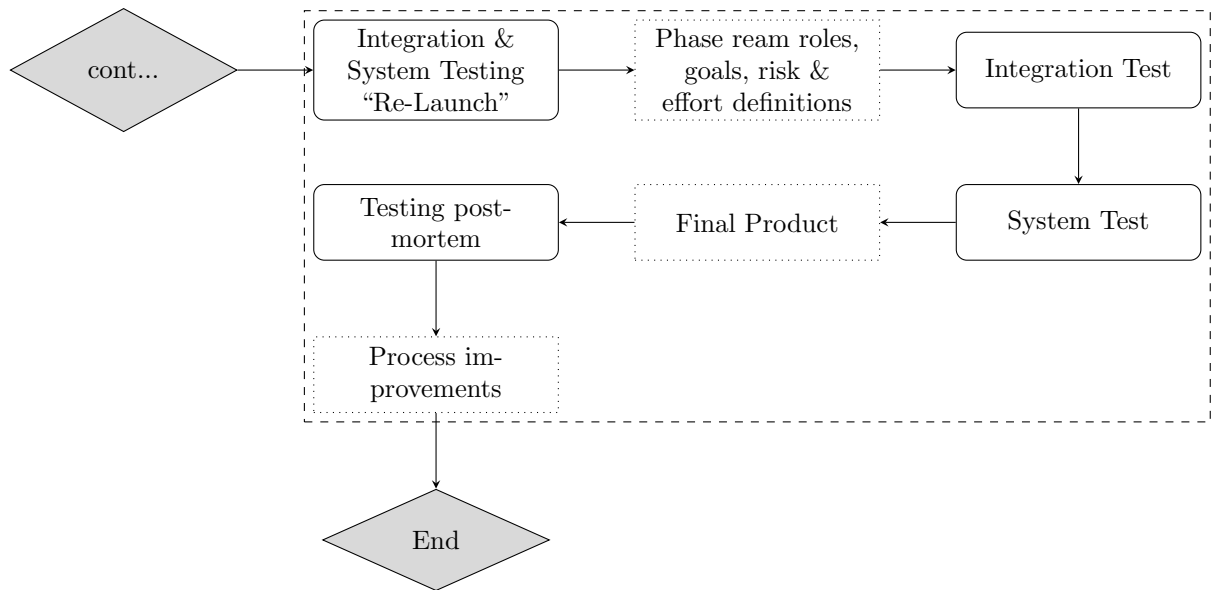 cont...
Integration &
System Testing
“Re-Launch”
Phase ream roles,
goals, risk &
effort definitions
Integration Test
System Test
Final Product
Testing post-
mortem
Process im-
provements
End